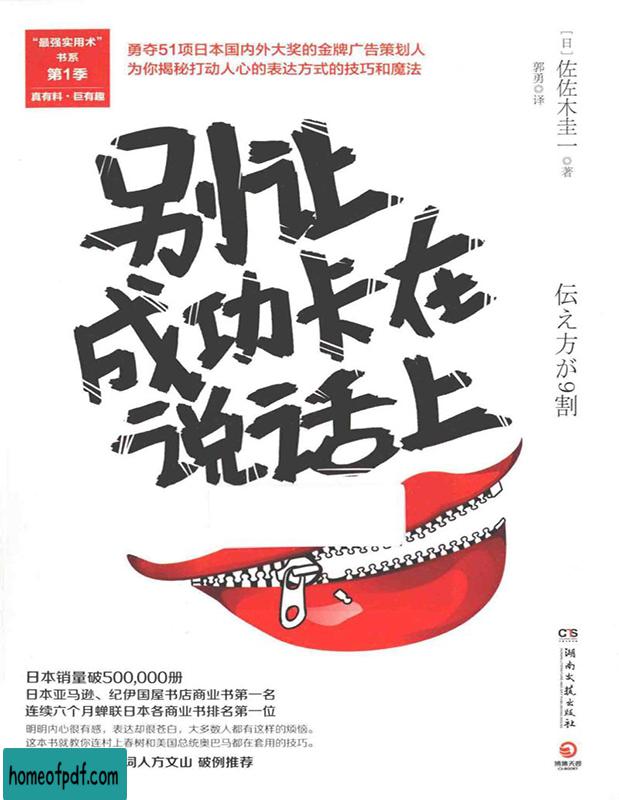 “最强实用术”
书系
第1季
真有料·巨有趣
勇夺51项日本国内外大奖的金牌广告策划人
为你揭秘打动人心的表达方式的技巧和魔法
[日]佐佐木圭一◎著
郭勇◎译
别让
成功卡在
说话上
伝え方が9割
日本销量破500,000册
日本亚马逊、纪伊国屋书店商业书第一名
连续六个月蝉联日本各商业书排名第一位
明明内心很有感，表达却很苍白，大多数人都有这样的烦恼。
这本书就教你连村上春树和美国总统奥巴马都在套用的技巧。
词人方文山 破例推荐
homeofpdf.com
CTS
湖南文艺出版社
博集天卷
CS-BOOKY